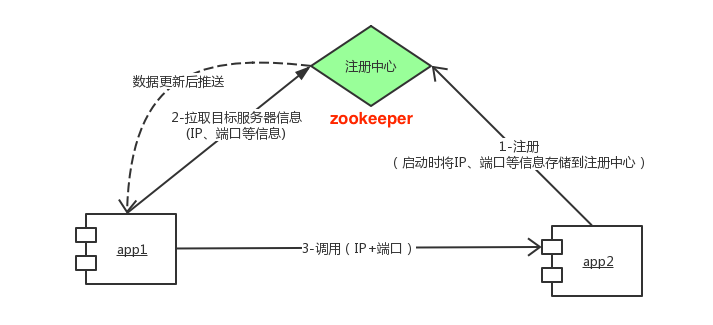 注册中心
数据更新后推送
zookeeper
2-拉取目标服务器信息
(IP、端口等信息)
1-注册
（启动时将IP、端口等信息存储到注册中心）
app1
3-调用（IP+端口）
app2